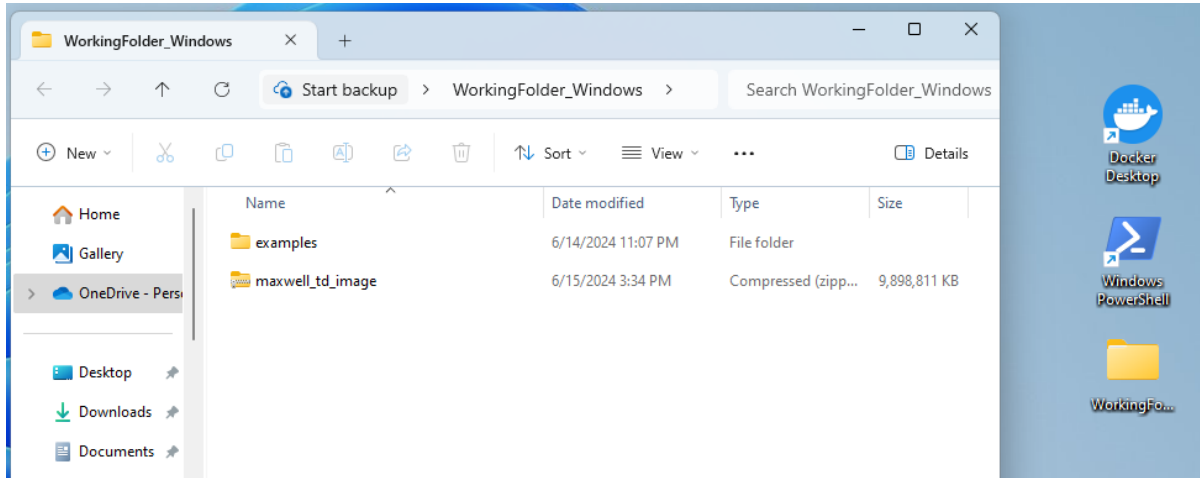 WorkingFolder_Windows
Start backup > WorkingFolder_Windows >
Search WorkingFolder_Windows
New
Sort
View
Details
Home
Gallery
OneDrive - Perso
Desktop
Downloads
Documents
Name Date modified Type Size
examples 6/14/2024 11:07 PM File folder
maxwell_td_image 6/15/2024 3:34 PM Compressed (zipp... 9,898,811 KB
Docker
Desktop
Windows
PowerShell
WorkingFo...